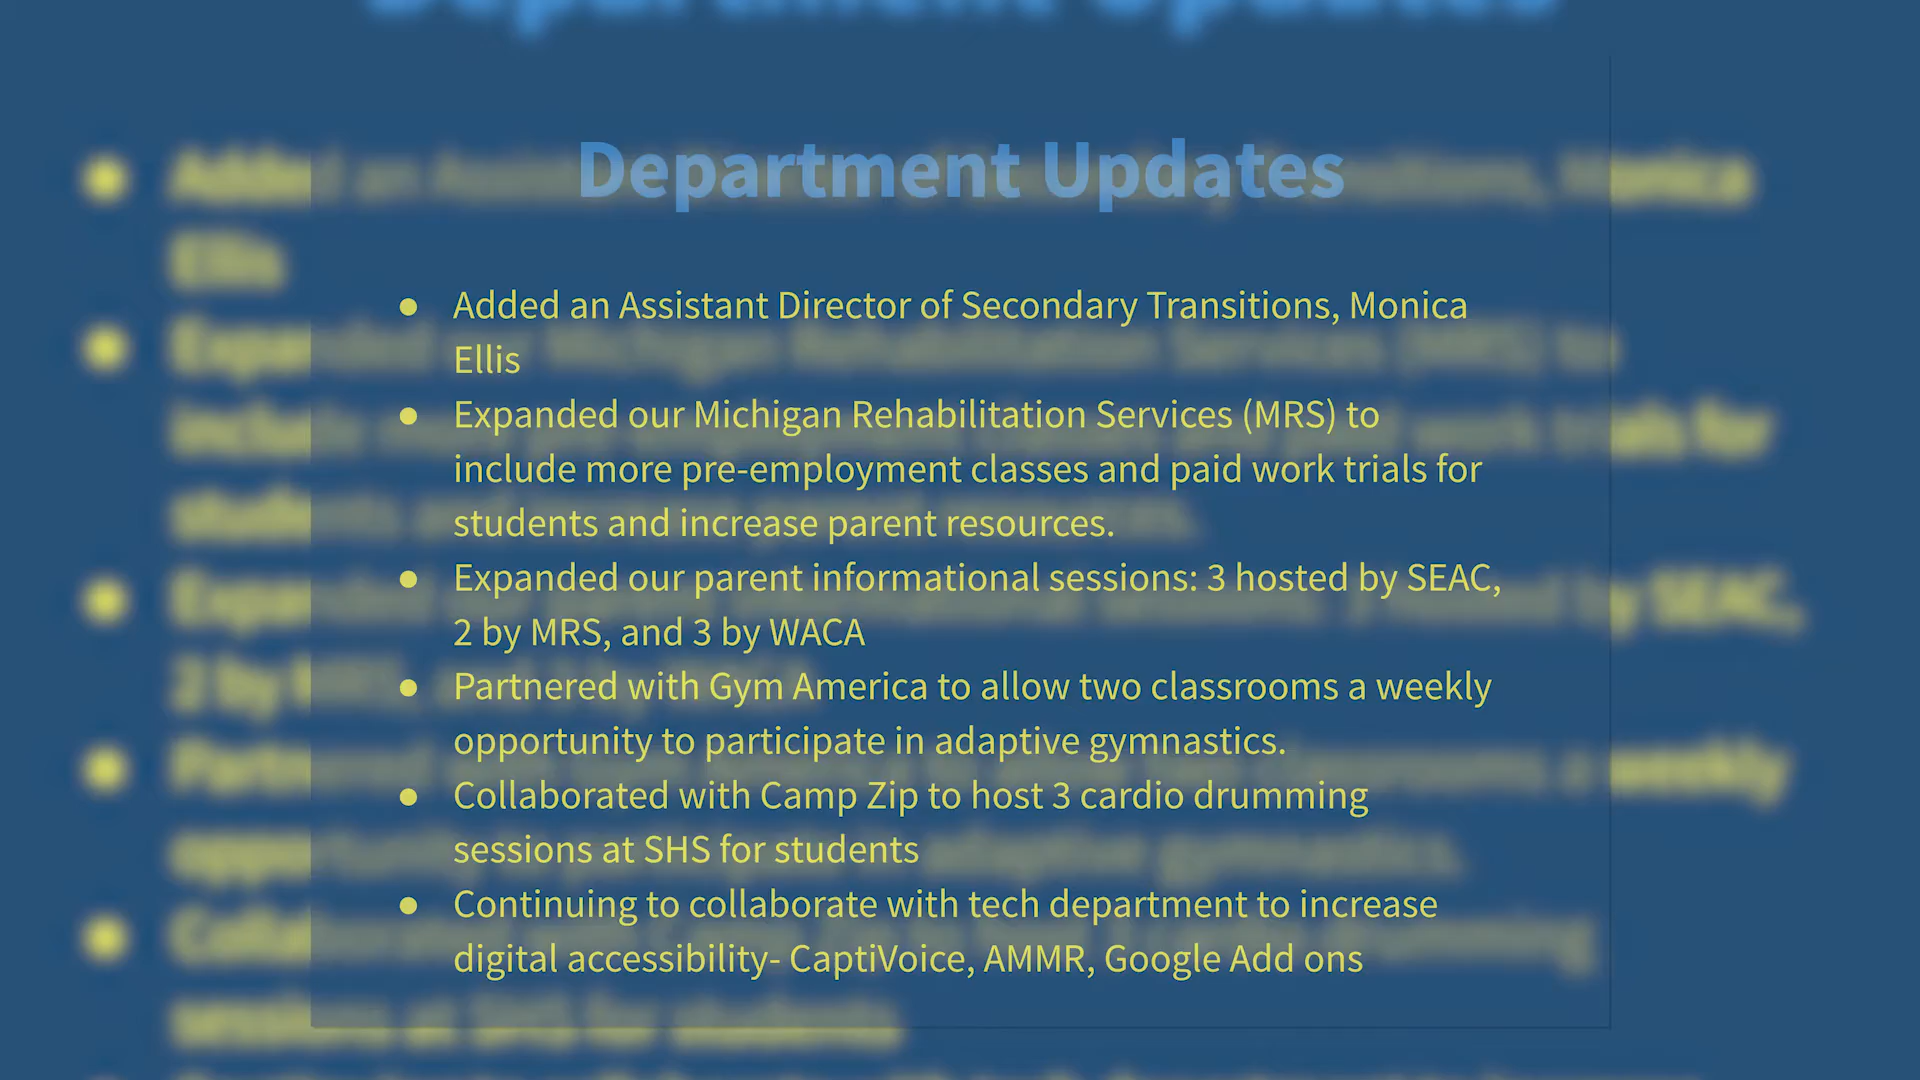 Department Updates
● Added an Assistant Director of Secondary Transitions, Monica
Ellis
● Expanded our Michigan Rehabilitation Services (MRS) to
include more pre-employment classes and paid work trials for
students and increase parent resources.
● Expanded our parent informational sessions: 3 hosted by SEAC,
2 by MRS, and 3 by WACA
● Partnered with Gym America to allow two classrooms a weekly
opportunity to participate in adaptive gymnastics.
● Collaborated with Camp Zip to host 3 cardio drumming
sessions at SHS for students
● Continuing to collaborate with tech department to increase
digital accessibility- CaptiVoice, AMMR, Google Add ons